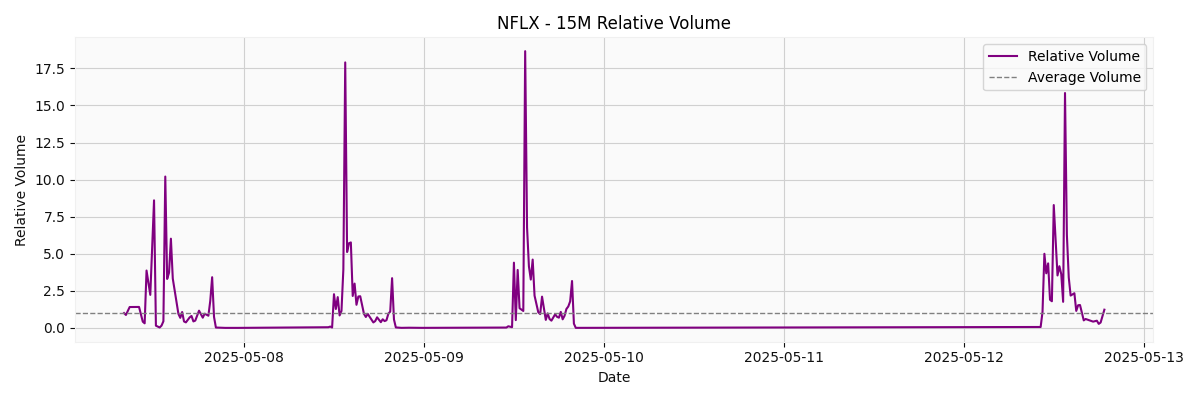 NFLX - 15M Relative Volume
Relative Volume
Average Volume
17.5
15.0
12.5
10.0
7.5
5.0
2.5
0.0
Relative Volume
2025-05-08
2025-05-09
2025-05-10
2025-05-11
2025-05-12
2025-05-13
Date